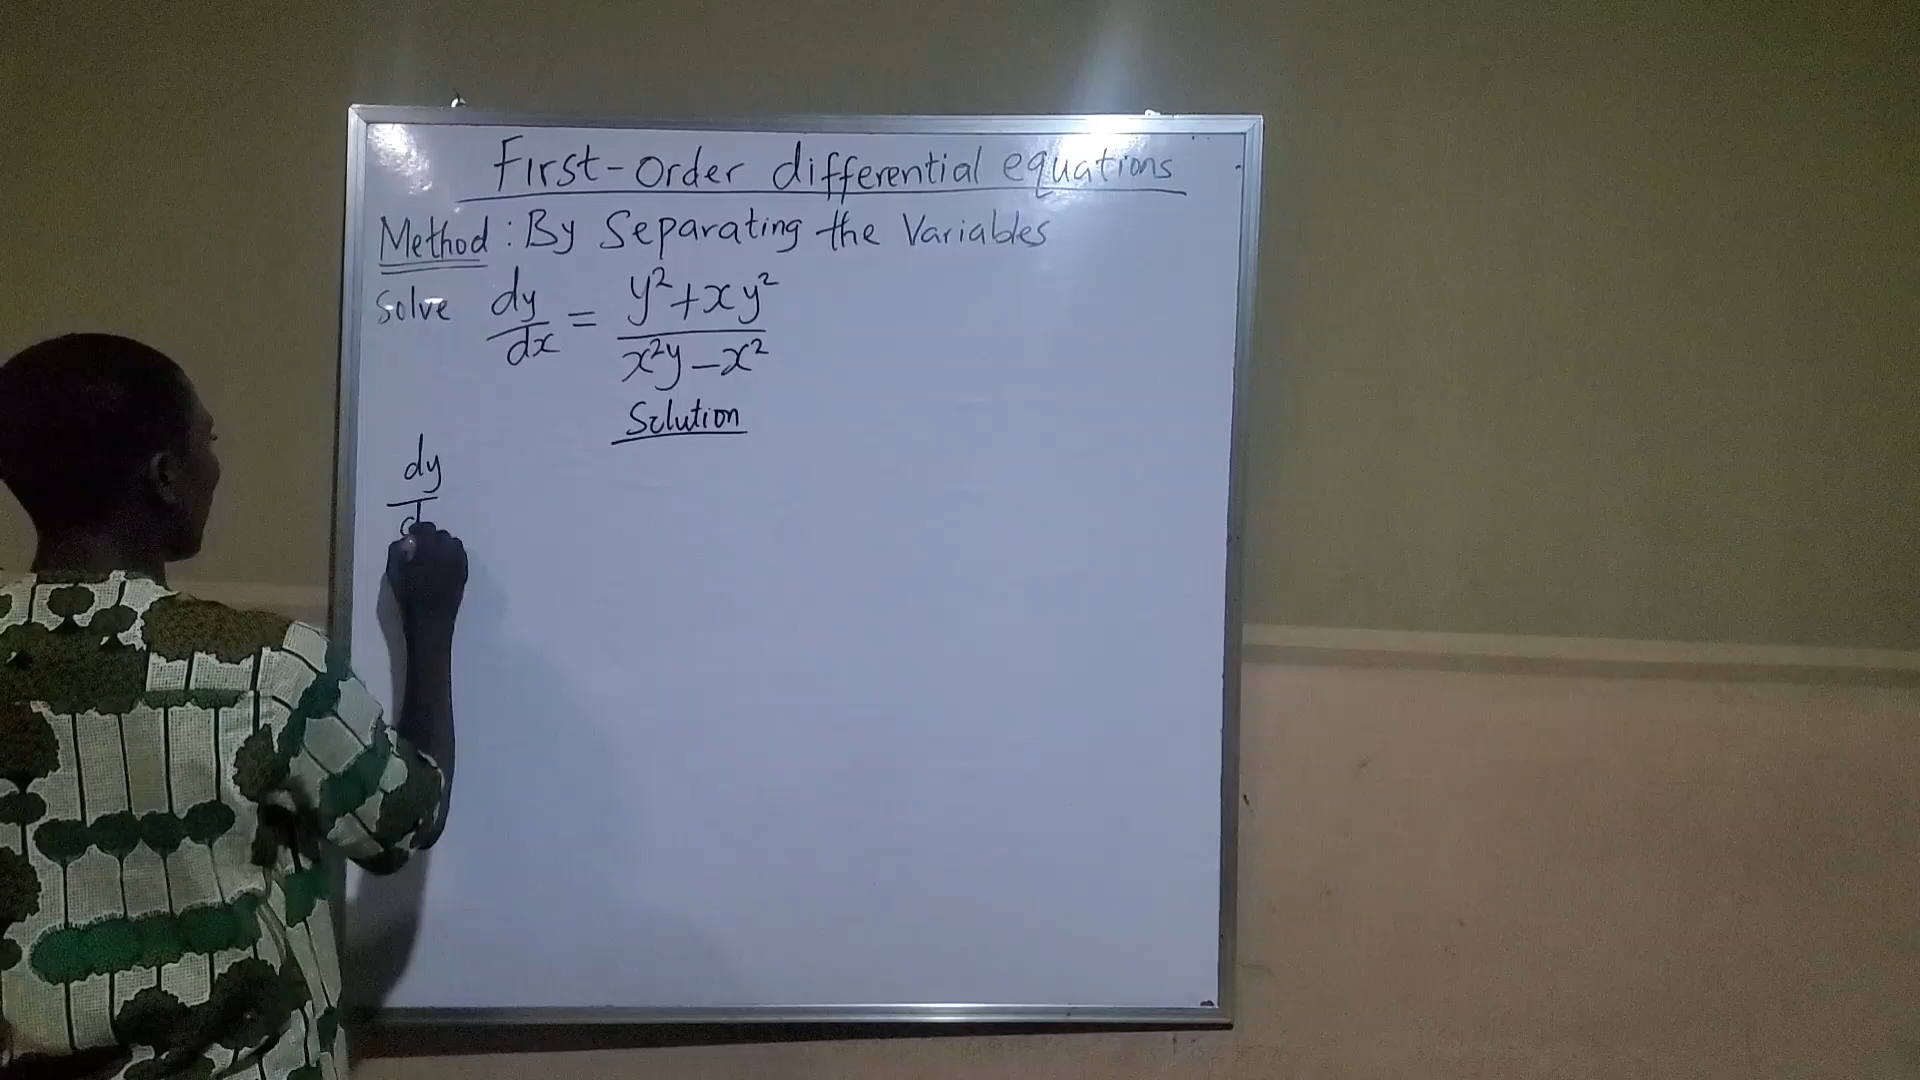 First-Order differential equations
Method: By Separating the Variables
Solve dy/dx = (y²+xy²)/(x²y-x²)
Solution
dy
d